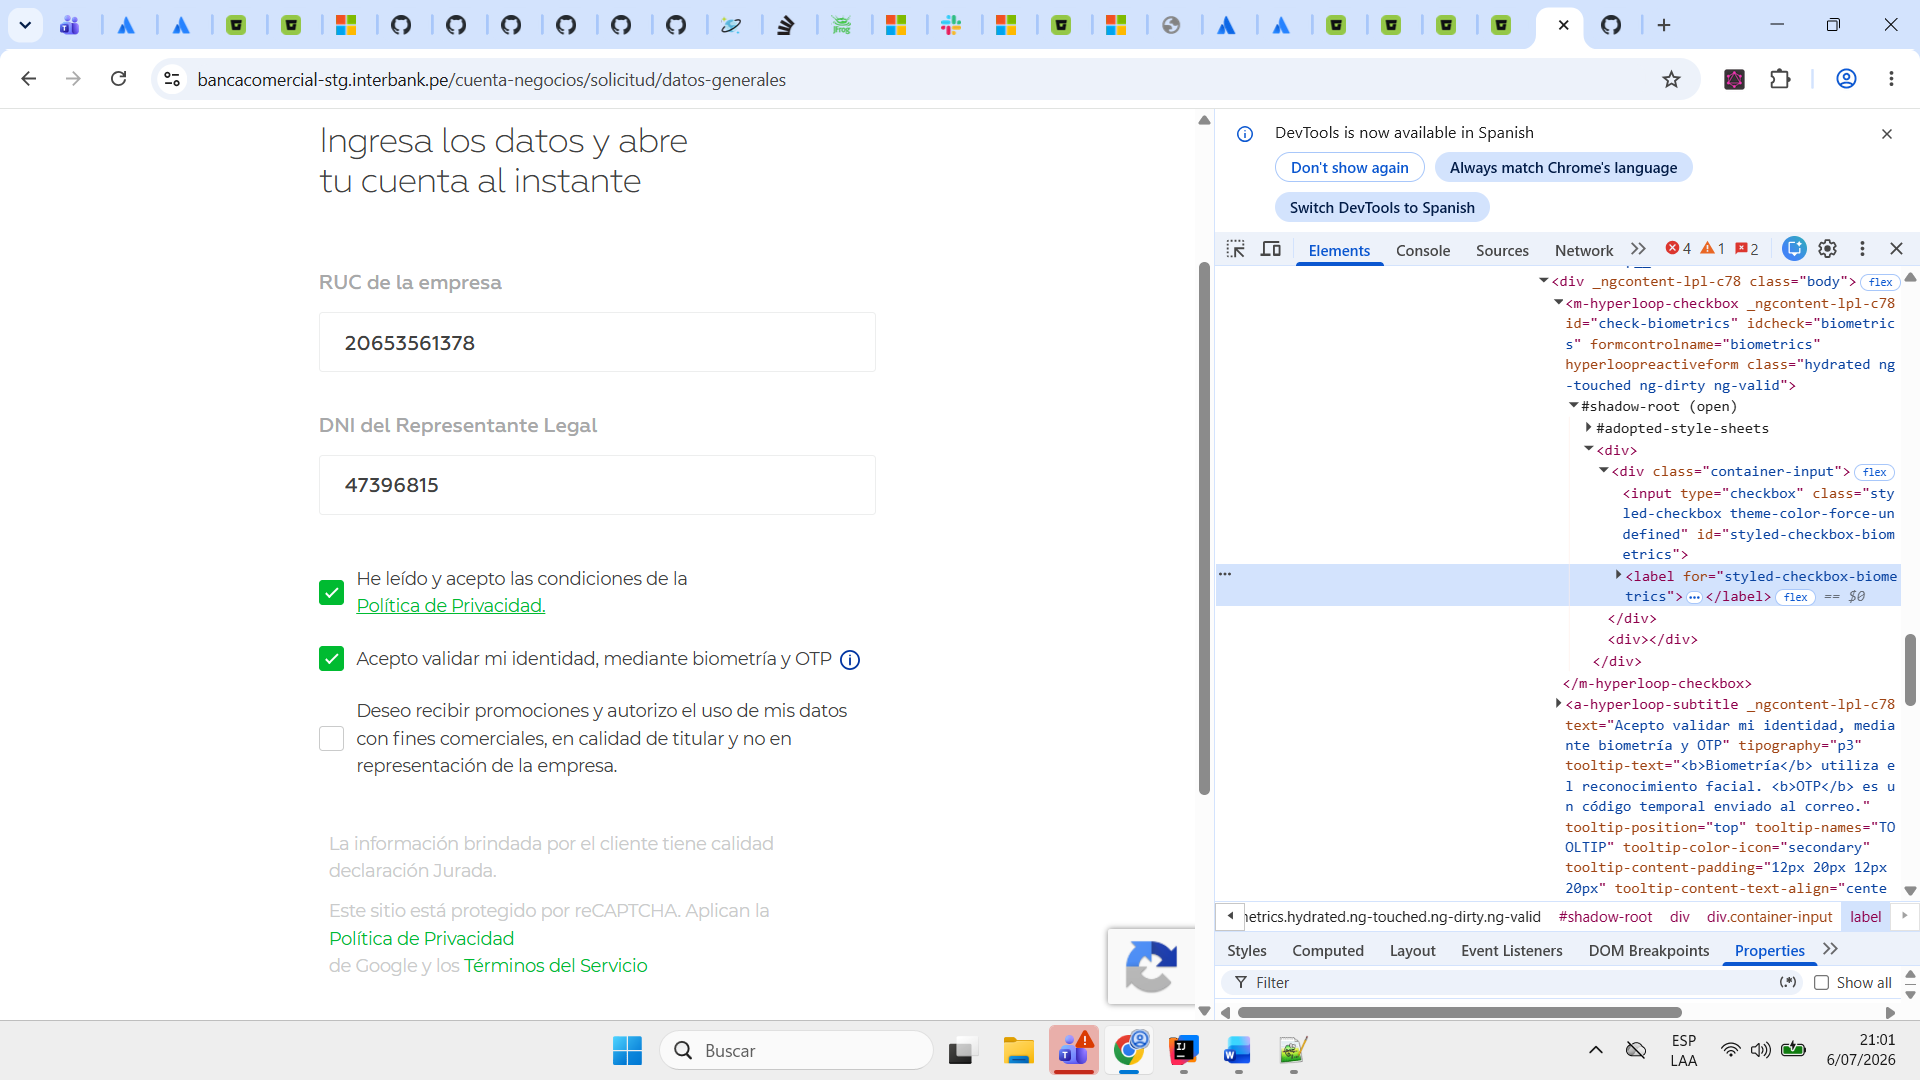 bancacomercial-stg.interbank.pe/cuenta-negocios/solicitud/datos-generales
Ingresa los datos y abre
tu cuenta al instante
RUC de la empresa
20653561378
DNI del Representante Legal
47396815
He leído y acepto las condiciones de la
Política de Privacidad.
Acepto validar mi identidad, mediante biometría y OTP
Deseo recibir promociones y autorizo el uso de mis datos
con fines comerciales, en calidad de titular y no en
representación de la empresa.
La información brindada por el cliente tiene calidad
declaración Jurada.
Este sitio está protegido por reCAPTCHA. Aplican la
Política de Privacidad
de Google y los Términos del Servicio
DevTools is now available in Spanish
Don't show again
Always match Chrome's language
Switch DevTools to Spanish
Elements Console Sources Network 4 1 2
<div _ngcontent-lpl-c78 class="body"> flex
<m-hyperloop-checkbox _ngcontent-lpl-c78
id="check-biometrics" idcheck="biometric
s" formcontrolname="biometrics"
hyperloopreactiveform class="hydrated ng
-touched ng-dirty ng-valid">
#shadow-root (open)
#adopted-style-sheets
<div>
<div class="container-input"> flex
<input type="checkbox" class="sty
led-checkbox theme-color-force-un
defined" id="styled-checkbox-biom
etrics">
<label for="styled-checkbox-biome
trics"> … </label> flex == $0
</div>
<div></div>
</div>
</m-hyperloop-checkbox>
<a-hyperloop-subtitle _ngcontent-lpl-c78
text="Acepto validar mi identidad, media
nte biometría y OTP" tipography="p3"
tooltip-text="<b>Biometría</b> utiliza e
l reconocimiento facial. <b>OTP</b> es u
n código temporal enviado al correo."
tooltip-position="top" tooltip-names="TO
OLTIP" tooltip-color-icon="secondary"
tooltip-content-padding="12px 20px 12px
20px" tooltip-content-text-align="cente
metrics.hydrated.ng-touched.ng-dirty.ng-valid #shadow-root div div.container-input label
Styles Computed Layout Event Listeners DOM Breakpoints Properties
Filter (.*) Show all
Buscar
ESP
LAA
21:01
6/07/2026